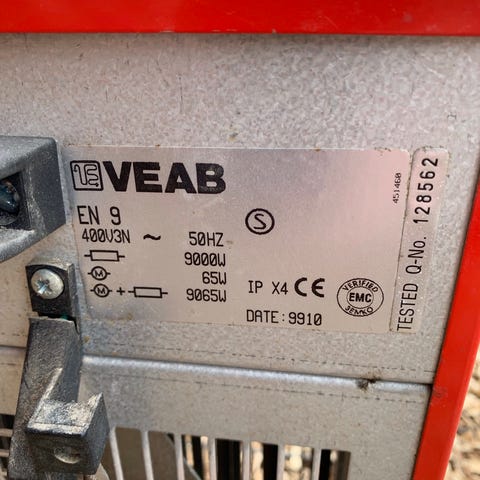 VEAB
EN 9
400V3N ~ 50HZ
9000W
M 65W
M + 9065W
IP X4 CE
DATE:9910
S
VERIFIED
EMC
SEMKO
451460
TESTED Q-No. 128562